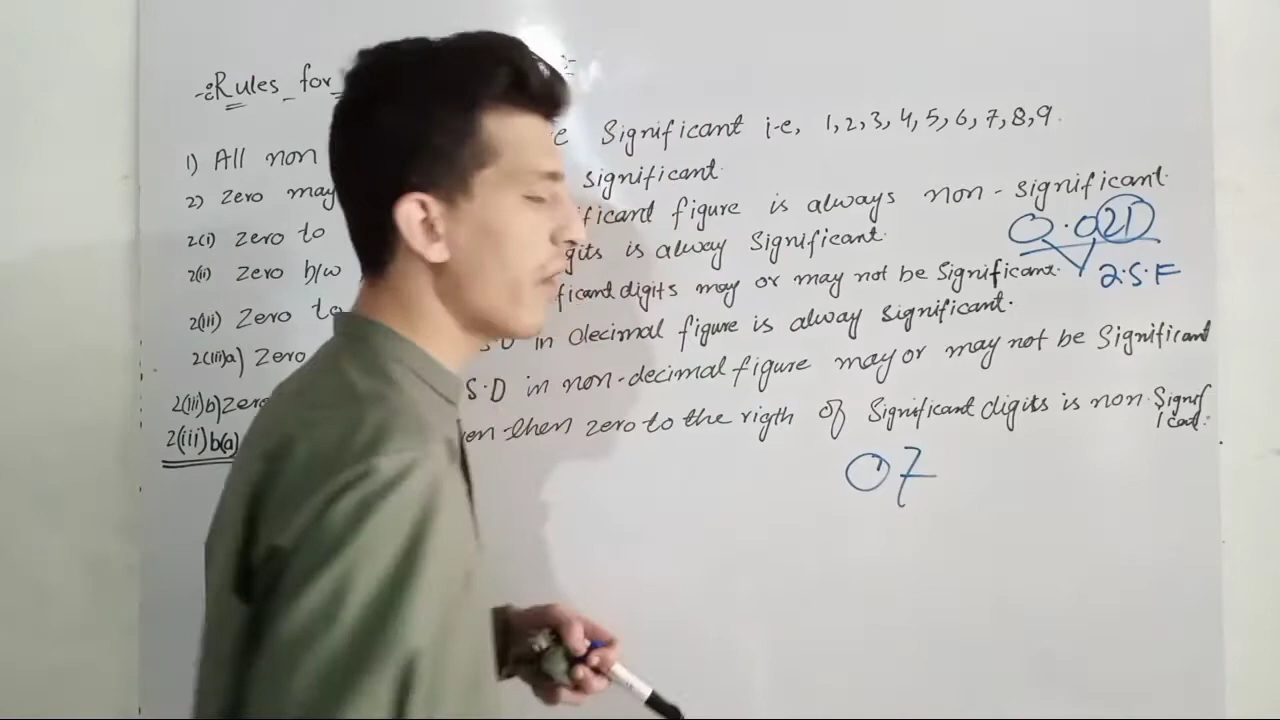 -:Rules for
1) All non e Significant i-e, 1,2,3,4,5,6,7,8,9.
2) Zero may significant.
2(i) Zero to ificant figure is always non-significant.
2(ii) Zero b/w gits is alway Significant.
2(iii) Zero to ficant digits may or may not be Significant.
2(iii)a) Zero S.D in decimal figure is alway significant.
2(iii)b) Zero S.D in non-decimal figure may or may not be Significant
2(iii)b(a) en then zero to the rigth of Significant digits is non-Signif
icant.
0.021
2.S.F
07